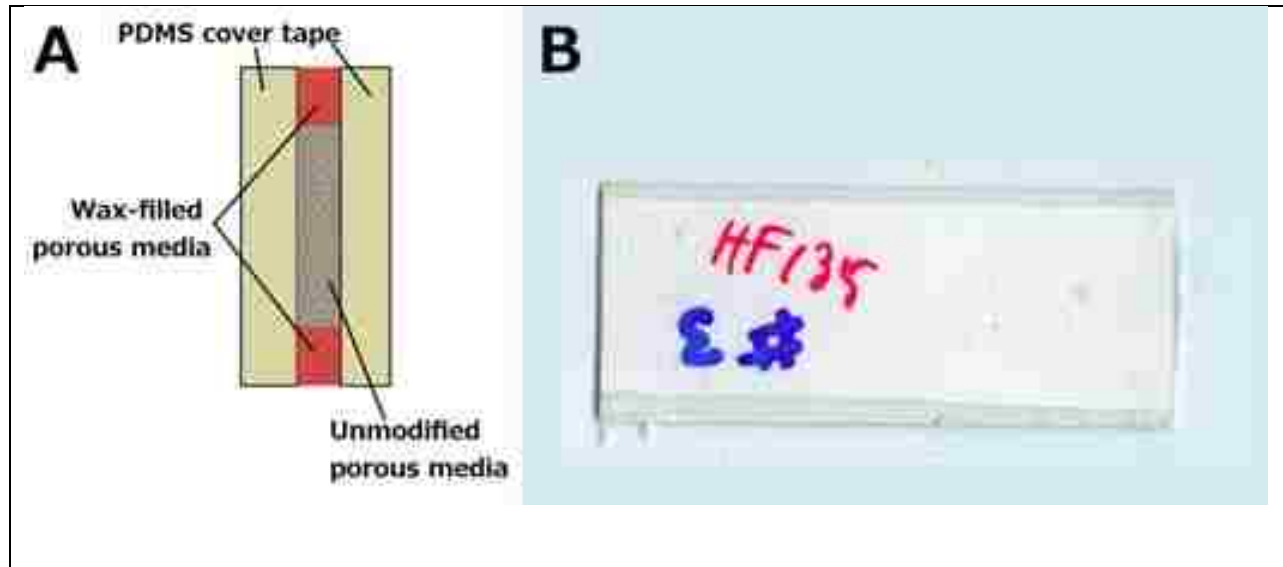 A
PDMS cover tape
Wax-filled
porous media
Unmodified
porous media
B
HF135
#3